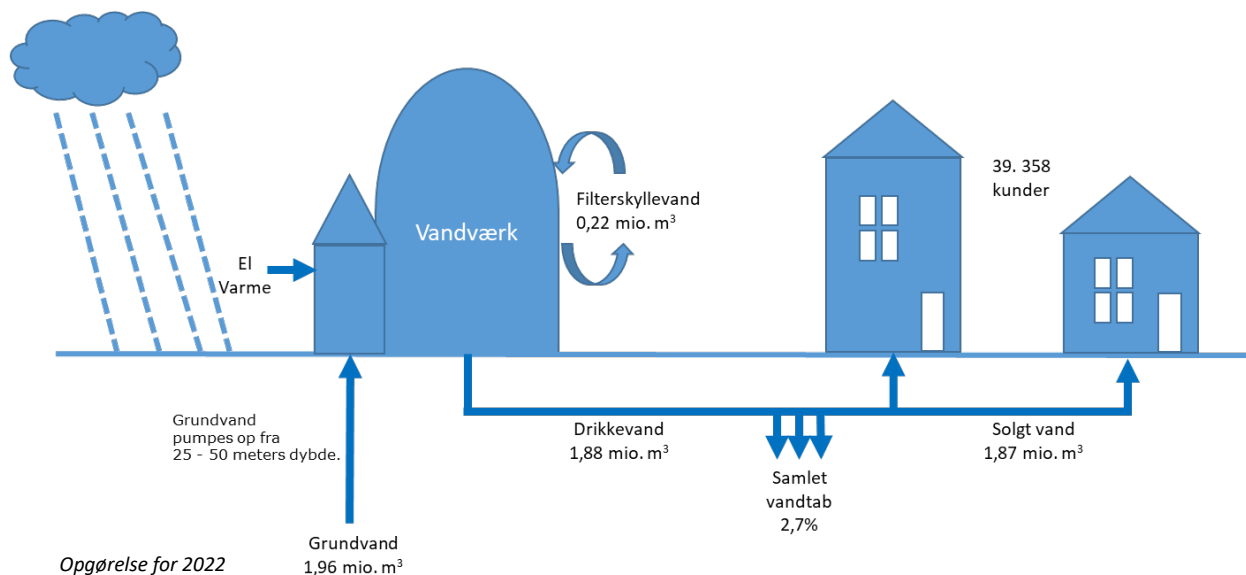 Vandværk
Filterskyllevand
0,22 mio. m³
39. 358
kunder
El
Varme
Grundvand
pumpes op fra
25 - 50 meters dybde.
Drikkevand
1,88 mio. m³
Solgt vand
1,87 mio. m³
Samlet
vandtab
2,7%
Grundvand
1,96 mio. m³
Opgørelse for 2022